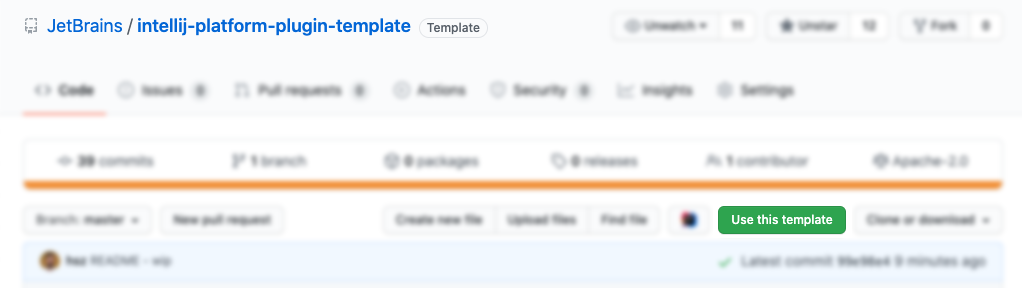 JetBrains / intellij-platform-plugin-template Template
Unwatch 11 Unstar 12 Fork 0
Code Issues 0 Pull requests 0 Actions Security 0 Insights Settings
39 commits 1 branch 0 packages 0 releases 1 contributor Apache-2.0
Branch: master New pull request Create new file Upload files Find file Use this template Clone or download
hsz README - wip Latest commit 9 minutes ago